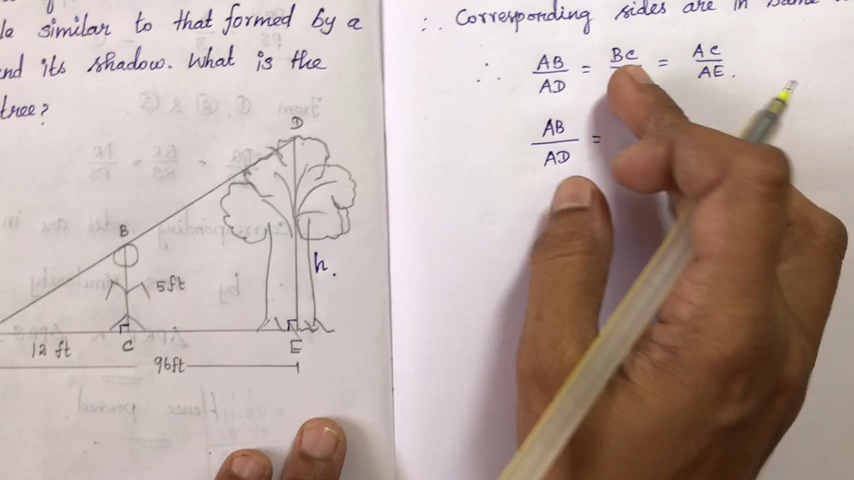 le similar to that formed by a
nd its shadow. What is the
tree?
D
B
5ft
h.
C
E
12 ft
96ft
∴ Corresponding sides are in
∴ AB/AD = BC = AC/AE.
AB/AD =